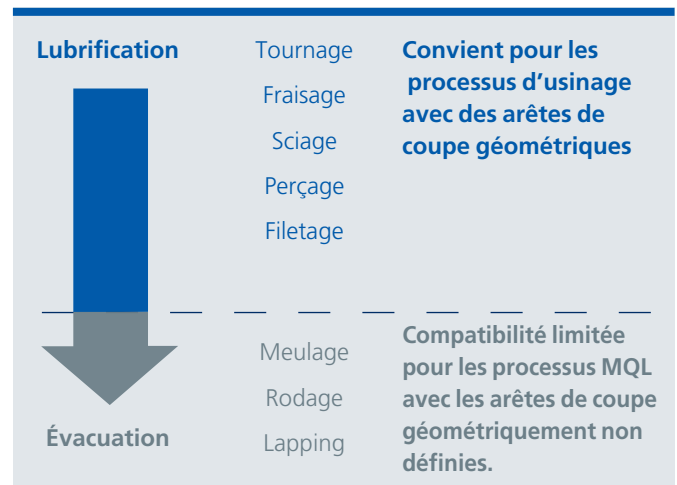 Lubrification
Tournage
Fraisage
Sciage
Perçage
Filetage
Convient pour les
processus d'usinage
avec des arêtes de
coupe géométriques
Évacuation
Meulage
Rodage
Lapping
Compatibilité limitée
pour les processus MQL
avec les arêtes de coupe
géométriquement non
définies.